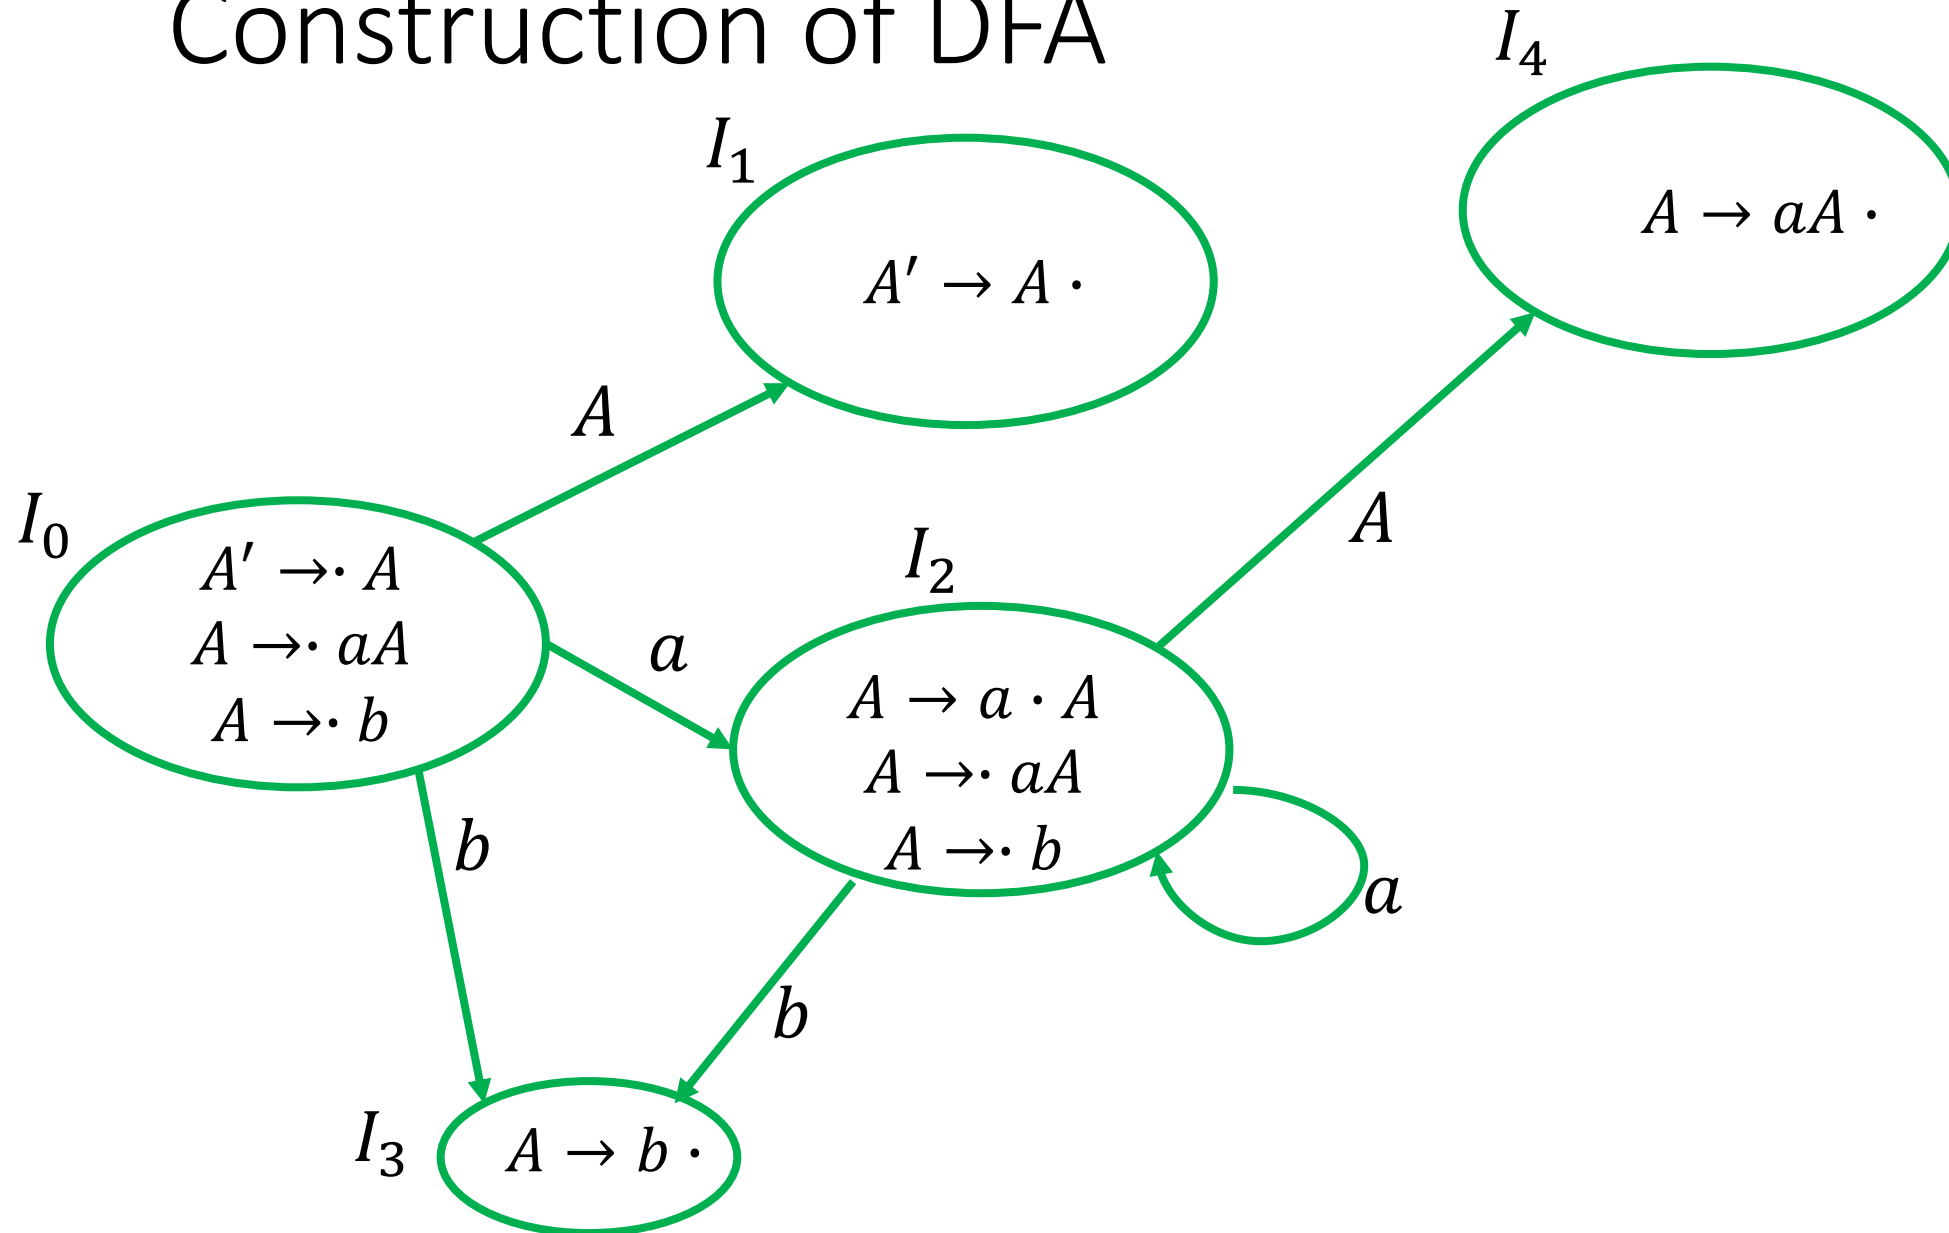 Construction of DFA
I₄
I₁
A → aA ·
A′ → A ·
A
A
I₀
I₂
A′ →· A
A →· aA
A →· b
a
A → a · A
A →· aA
A →· b
b
a
b
I₃
A → b ·